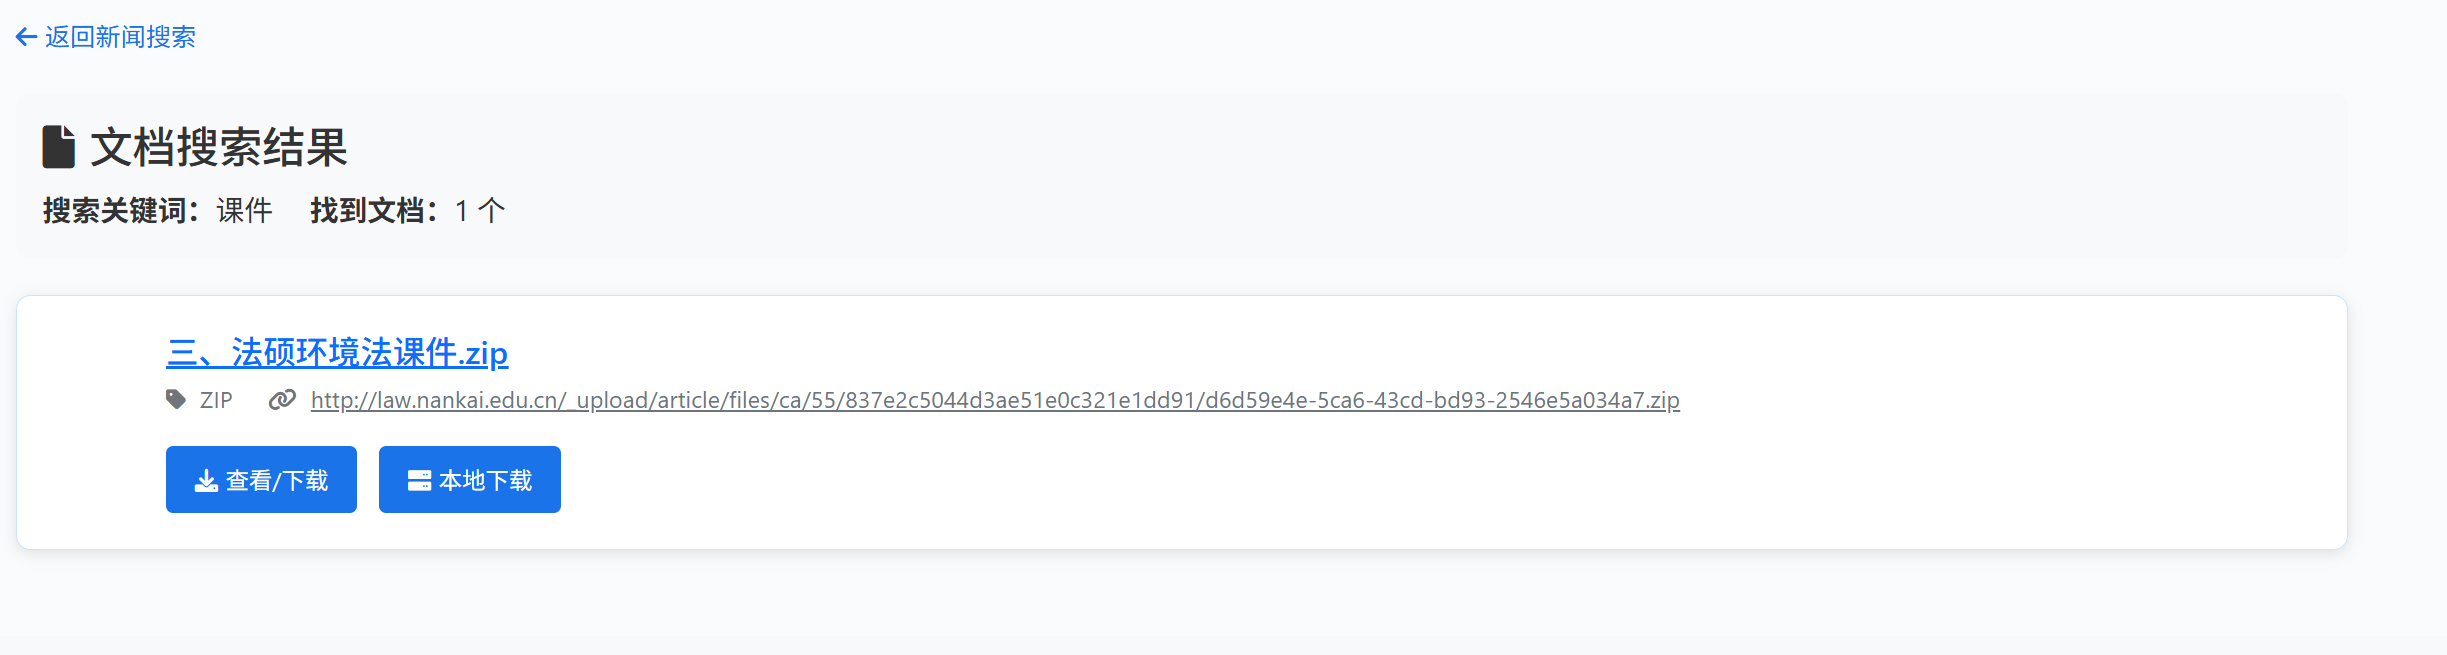 返回新闻搜索
文档搜索结果
搜索关键词：课件 找到文档：1 个
三、法硕环境法课件.zip
ZIP http://law.nankai.edu.cn/_upload/article/files/ca/55/837e2c5044d3ae51e0c321e1dd91/d6d59e4e-5ca6-43cd-bd93-2546e5a034a7.zip
查看/下载 本地下载